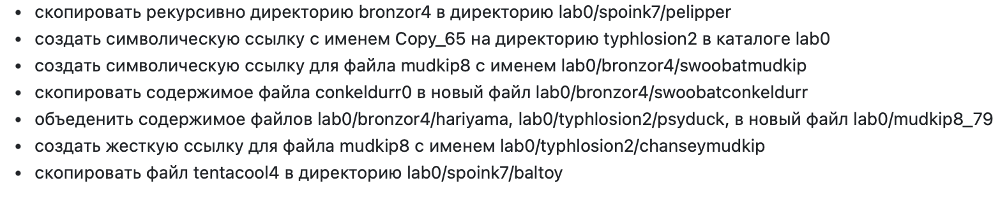 • скопировать рекурсивно директорию bronzor4 в директорию lab0/spoink7/pelipper
• создать символическую ссылку c именем Copy_65 на директорию typhlosion2 в каталоге lab0
• создать символическую ссылку для файла mudkip8 с именем lab0/bronzor4/swoobatmudkip
• скопировать содержимое файла conkeldurr0 в новый файл lab0/bronzor4/swoobatconkeldurr
• объеденить содержимое файлов lab0/bronzor4/hariyama, lab0/typhlosion2/psyduck, в новый файл lab0/mudkip8_79
• создать жесткую ссылку для файла mudkip8 с именем lab0/typhlosion2/chanseymudkip
• скопировать файл tentacool4 в директорию lab0/spoink7/baltoy